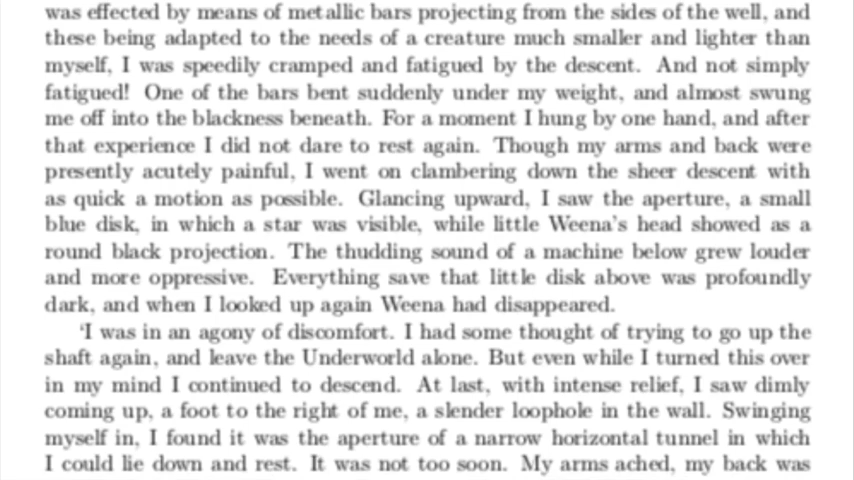 was effected by means of metallic bars projecting from the sides of the well, and
these being adapted to the needs of a creature much smaller and lighter than
myself, I was speedily cramped and fatigued by the descent. And not simply
fatigued! One of the bars bent suddenly under my weight, and almost swung
me off into the blackness beneath. For a moment I hung by one hand, and after
that experience I did not dare to rest again. Though my arms and back were
presently acutely painful, I went on clambering down the sheer descent with
as quick a motion as possible. Glancing upward, I saw the aperture, a small
blue disk, in which a star was visible, while little Weena's head showed as a
round black projection. The thudding sound of a machine below grew louder
and more oppressive. Everything save that little disk above was profoundly
dark, and when I looked up again Weena had disappeared.
‘I was in an agony of discomfort. I had some thought of trying to go up the
shaft again, and leave the Underworld alone. But even while I turned this over
in my mind I continued to descend. At last, with intense relief, I saw dimly
coming up, a foot to the right of me, a slender loophole in the wall. Swinging
myself in, I found it was the aperture of a narrow horizontal tunnel in which
I could lie down and rest. It was not too soon. My arms ached, my back was